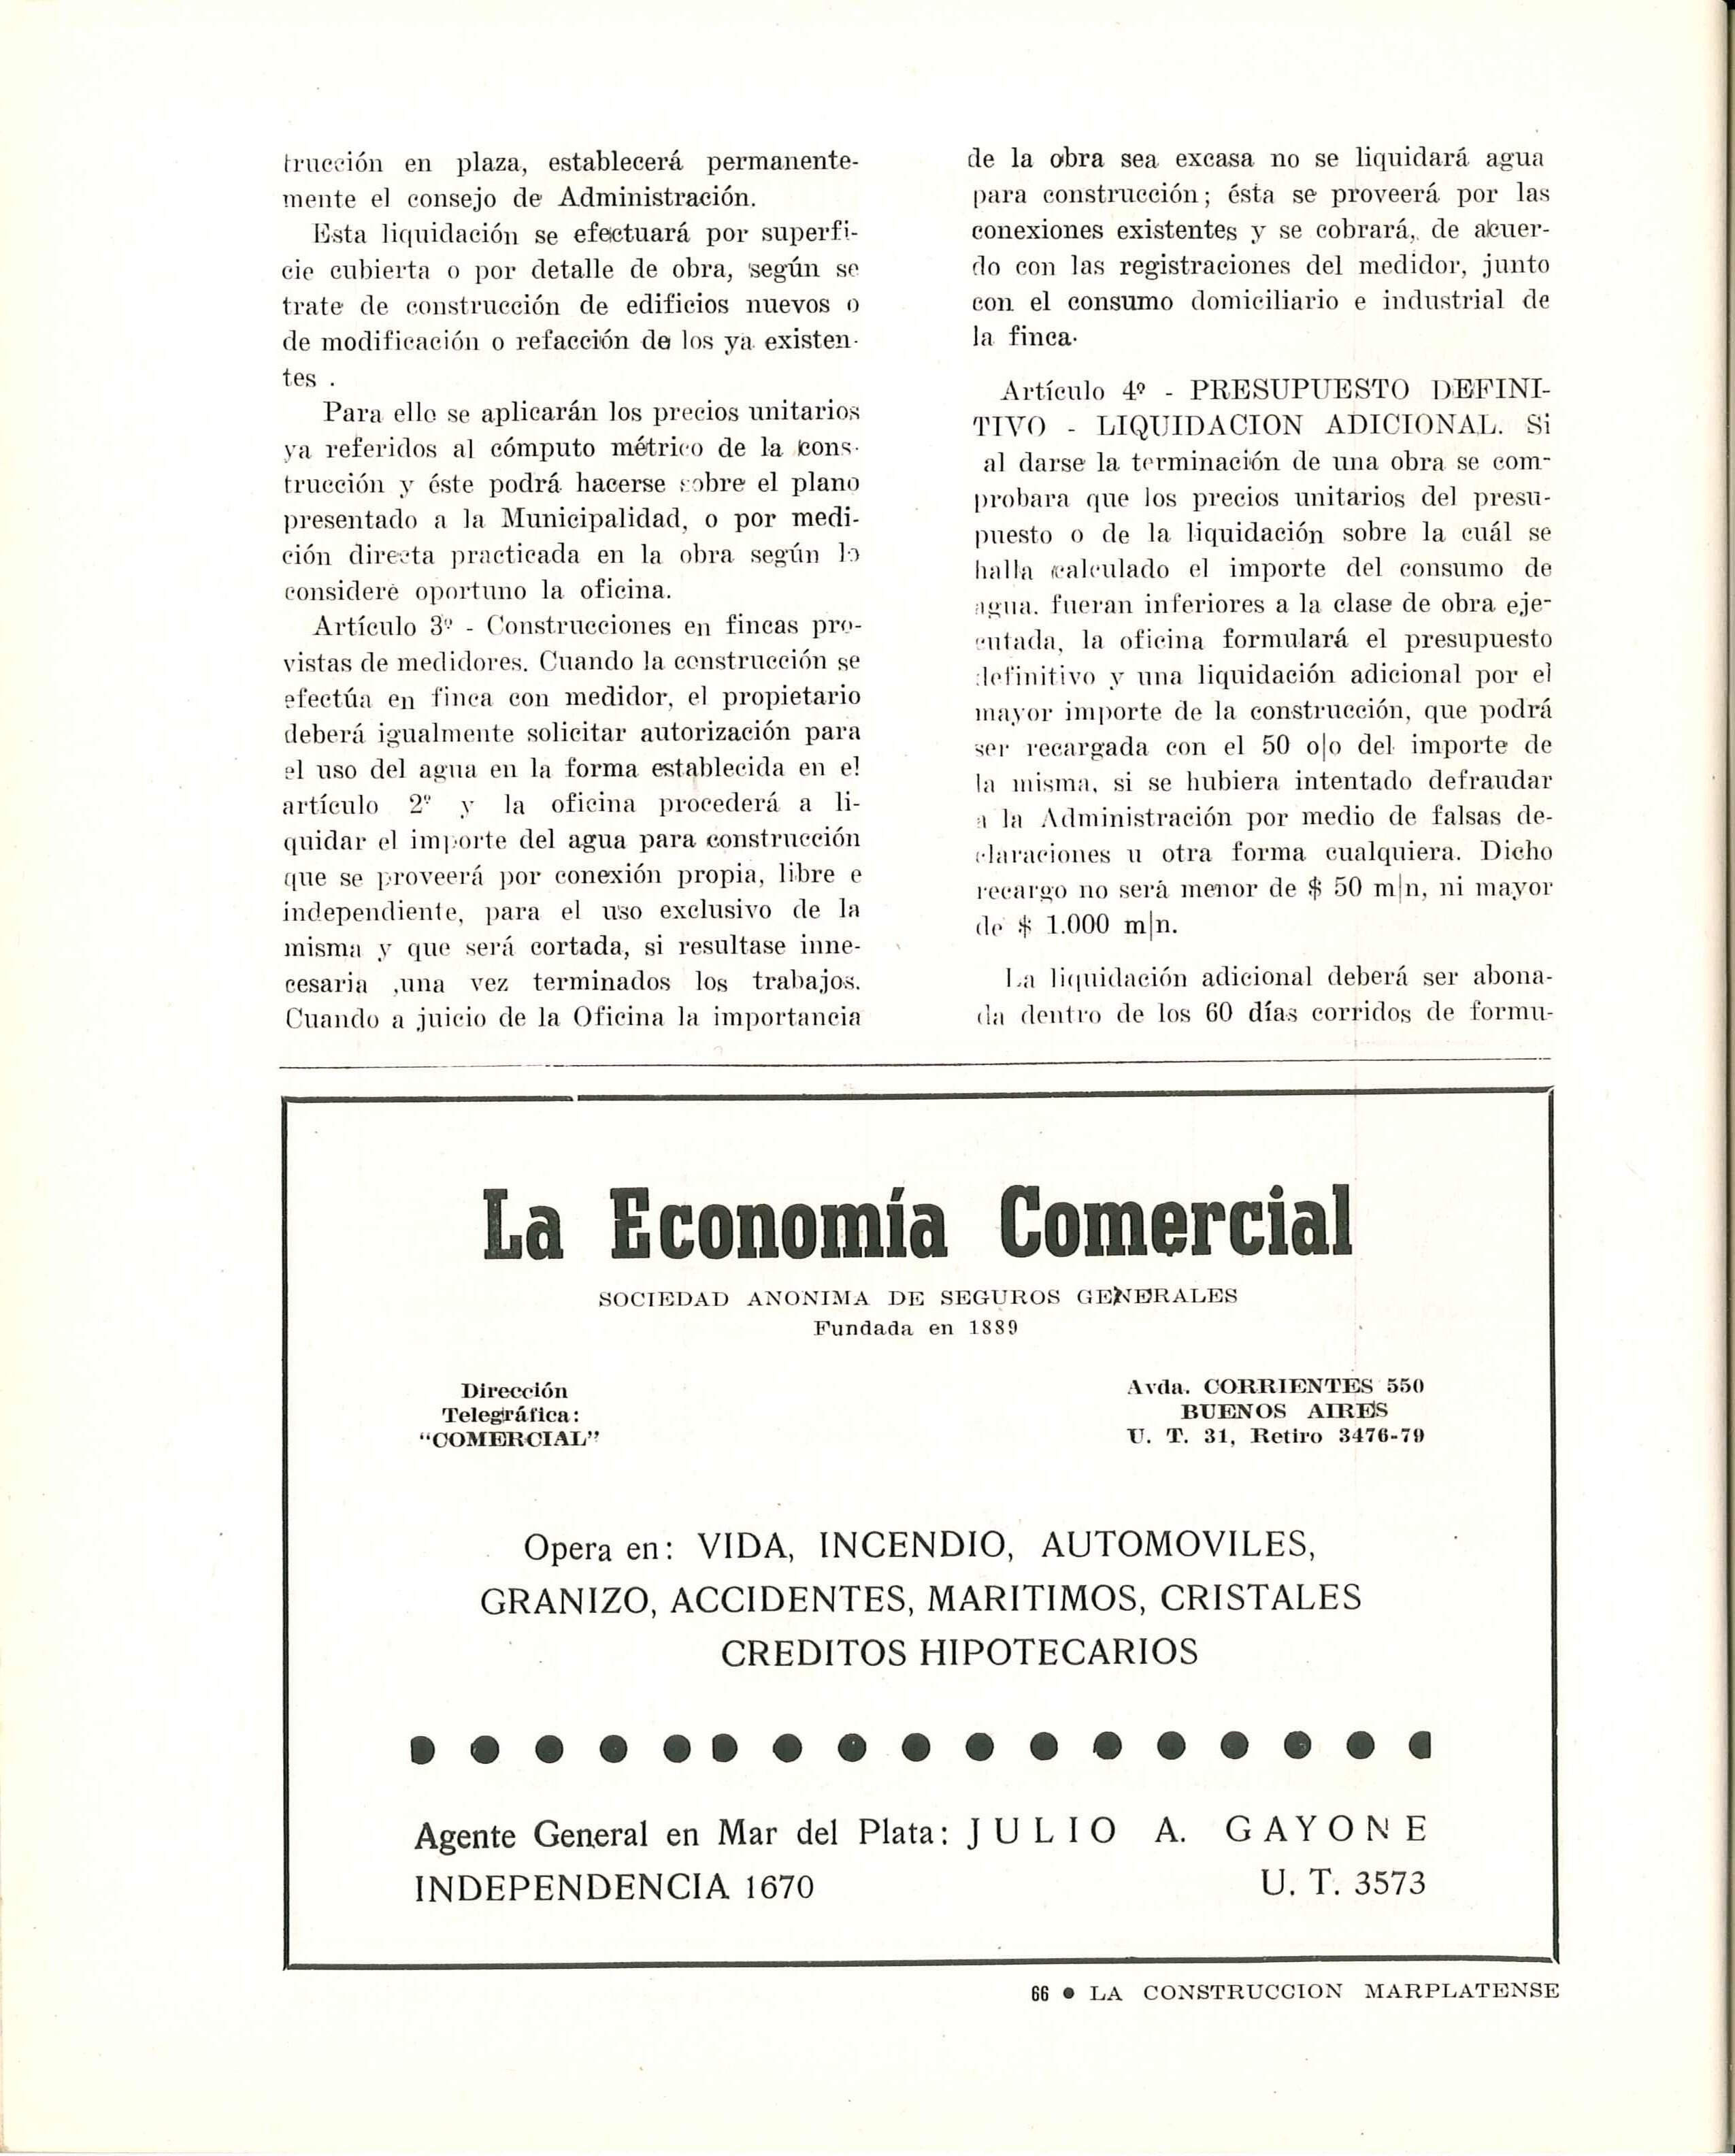 trucción en plaza, establecerá permanente-
mente el consejo de Administración.
Esta liquidación se efectuará por superfi-
cie cubierta o por detalle de obra, según se
trate de construcción de edificios nuevos o
de modificación o refacción de los ya existen-
tes .
Para ello se aplicarán los precios unitarios
ya referidos al cómputo métrico de la cons-
trucción y éste podrá hacerse sobre el plano
presentado a la Municipalidad, o por medi-
ción directa practicada en la obra según lo
considere oportuno la oficina.
Artículo 3º - Construcciones en fincas pro-
vistas de medidores. Cuando la construcción se
efectúa en finca con medidor, el propietario
deberá igualmente solicitar autorización para
el uso del agua en la forma establecida en el
artículo 2º y la oficina procederá a li-
quidar el importe del agua para construcción
que se proveerá por conexión propia, libre e
independiente, para el uso exclusivo de la
misma y que será cortada, si resultase inne-
cesaria ,una vez terminados los trabajos.
Cuando a juicio de la Oficina la importancia
de la obra sea excasa no se liquidará agua
para construcción; ésta se proveerá por las
conexiones existentes y se cobrará, de acuer-
do con las registraciones del medidor, junto
con el consumo domiciliario e industrial de
la finca.
Artículo 4º - PRESUPUESTO DEFINI-
TIVO - LIQUIDACION ADICIONAL. Si
al darse la terminación de una obra se com-
probara que los precios unitarios del presu-
puesto o de la liquidación sobre la cuál se
halla calculado el importe del consumo de
agua. fueran inferiores a la clase de obra eje-
cutada, la oficina formulará el presupuesto
definitivo y una liquidación adicional por el
mayor importe de la construcción, que podrá
ser recargada con el 50 o|o del importe de
la misma, si se hubiera intentado defraudar
a la Administración por medio de falsas de-
claraciones u otra forma cualquiera. Dicho
recargo no será menor de $ 50 m|n, ni mayor
de $ 1.000 m|n.
La liquidación adicional deberá ser abona-
da dentro de los 60 días corridos de formu-
La Economía Comercial
SOCIEDAD ANONIMA DE SEGUROS GENERALES
Fundada en 1889
Dirección
Telegráfica:
"COMERCIAL"
Avda. CORRIENTES 550
BUENOS AIRES
U. T. 31, Retiro 3476-79
Opera en: VIDA, INCENDIO, AUTOMOVILES,
GRANIZO, ACCIDENTES, MARITIMOS, CRISTALES
CREDITOS HIPOTECARIOS
Agente General en Mar del Plata: JULIO A. GAYONE
INDEPENDENCIA 1670 U. T. 3573
66 ● LA CONSTRUCCION MARPLATENSE